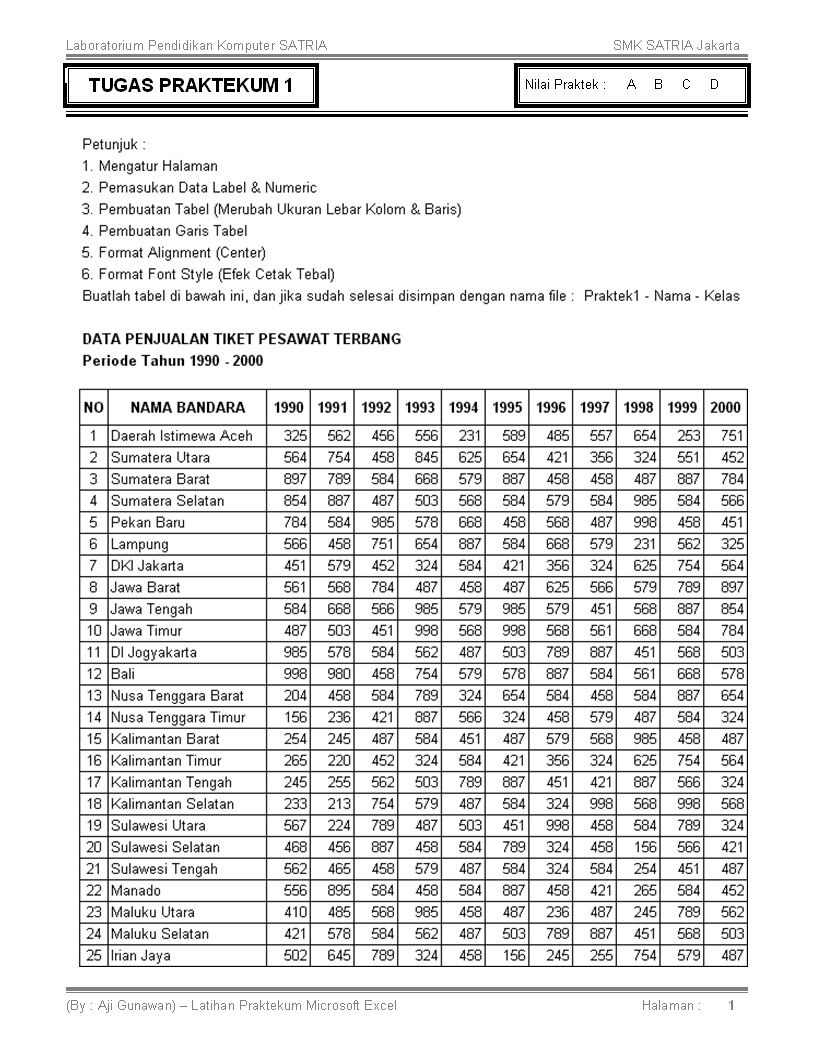 Laboratorium Pendidikan Komputer SATRIA SMK SATRIA Jakarta
TUGAS PRAKTEKUM 1 Nilai Praktek : A B C D
Petunjuk :
1. Mengatur Halaman
2. Pemasukan Data Label & Numeric
3. Pembuatan Tabel (Merubah Ukuran Lebar Kolom & Baris)
4. Pembuatan Garis Tabel
5. Format Alignment (Center)
6. Format Font Style (Efek Cetak Tebal)
Buatlah tabel di bawah ini, dan jika sudah selesai disimpan dengan nama file : Praktek1 - Nama - Kelas
DATA PENJUALAN TIKET PESAWAT TERBANG
Periode Tahun 1990 - 2000
NO NAMA BANDARA 1990 1991 1992 1993 1994 1995 1996 1997 1998 1999 2000
1 Daerah Istimewa Aceh 325 562 456 556 231 589 485 557 654 253 751
2 Sumatera Utara 564 754 458 845 625 654 421 356 324 551 452
3 Sumatera Barat 897 789 584 668 579 887 458 458 487 887 784
4 Sumatera Selatan 854 887 487 503 568 584 579 584 985 584 566
5 Pekan Baru 784 584 985 578 668 458 568 487 998 458 451
6 Lampung 566 458 751 654 887 584 668 579 231 562 325
7 DKI Jakarta 451 579 452 324 584 421 356 324 625 754 564
8 Jawa Barat 561 568 784 487 458 487 625 566 579 789 897
9 Jawa Tengah 584 668 566 985 579 985 579 451 568 887 854
10 Jawa Timur 487 503 451 998 568 998 568 561 668 584 784
11 DI Jogyakarta 985 578 584 562 487 503 789 887 451 568 503
12 Bali 998 980 458 754 579 578 887 584 561 668 578
13 Nusa Tenggara Barat 204 458 584 789 324 654 584 458 584 887 654
14 Nusa Tenggara Timur 156 236 421 887 566 324 458 579 487 584 324
15 Kalimantan Barat 254 245 487 584 451 487 579 568 985 458 487
16 Kalimantan Timur 265 220 452 324 584 421 356 324 625 754 564
17 Kalimantan Tengah 245 255 562 503 789 887 451 421 887 566 324
18 Kalimantan Selatan 233 213 754 579 487 584 324 998 568 998 568
19 Sulawesi Utara 567 224 789 487 503 451 998 458 584 789 324
20 Sulawesi Selatan 468 456 887 458 584 789 324 458 156 566 421
21 Sulawesi Tengah 562 465 458 579 487 584 324 584 254 451 487
22 Manado 556 895 584 458 584 887 458 421 265 584 452
23 Maluku Utara 410 485 568 985 458 487 236 487 245 789 562
24 Maluku Selatan 421 578 584 562 487 503 789 887 451 568 503
25 Irian Jaya 502 645 789 324 458 156 245 255 754 579 487
(By : Aji Gunawan) – Latihan Praktekum Microsoft Excel Halaman : 1